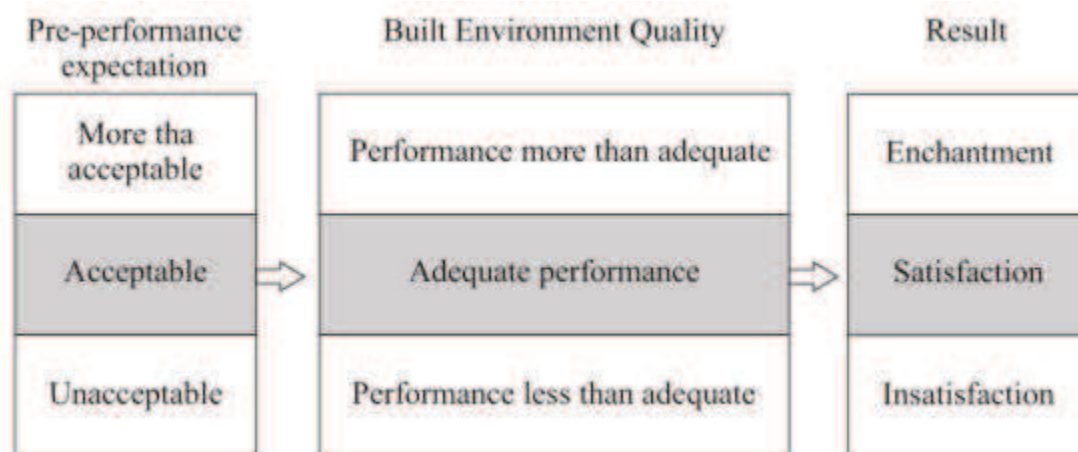 Pre-performance
expectation
Built Environment Quality
Result
More tha
acceptable
Performance more than adequate
Enchantment
Acceptable
Adequate performance
Satisfaction
Unacceptable
Performance less than adequate
Insatisfaction